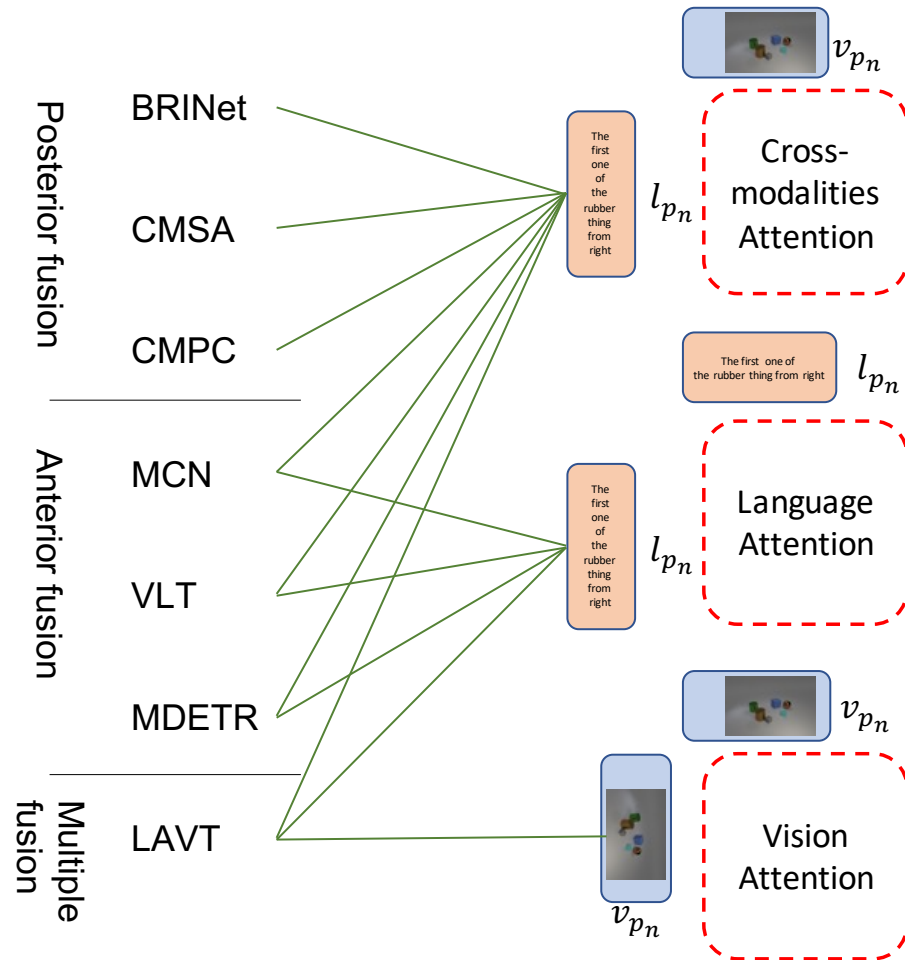 Posterior fusion
BRINet
CMSA
CMPC
Anterior fusion
MCN
VLT
MDETR
Multiple
fusion
LAVT
The
first
one
of
the
rubber
thing
from
right
l_{p_n}
v_{p_n}
Cross-
modalities
Attention
The first one of
the rubber thing from right
l_{p_n}
The
first
one
of
the
rubber
thing
from
right
l_{p_n}
Language
Attention
v_{p_n}
v_{p_n}
Vision
Attention